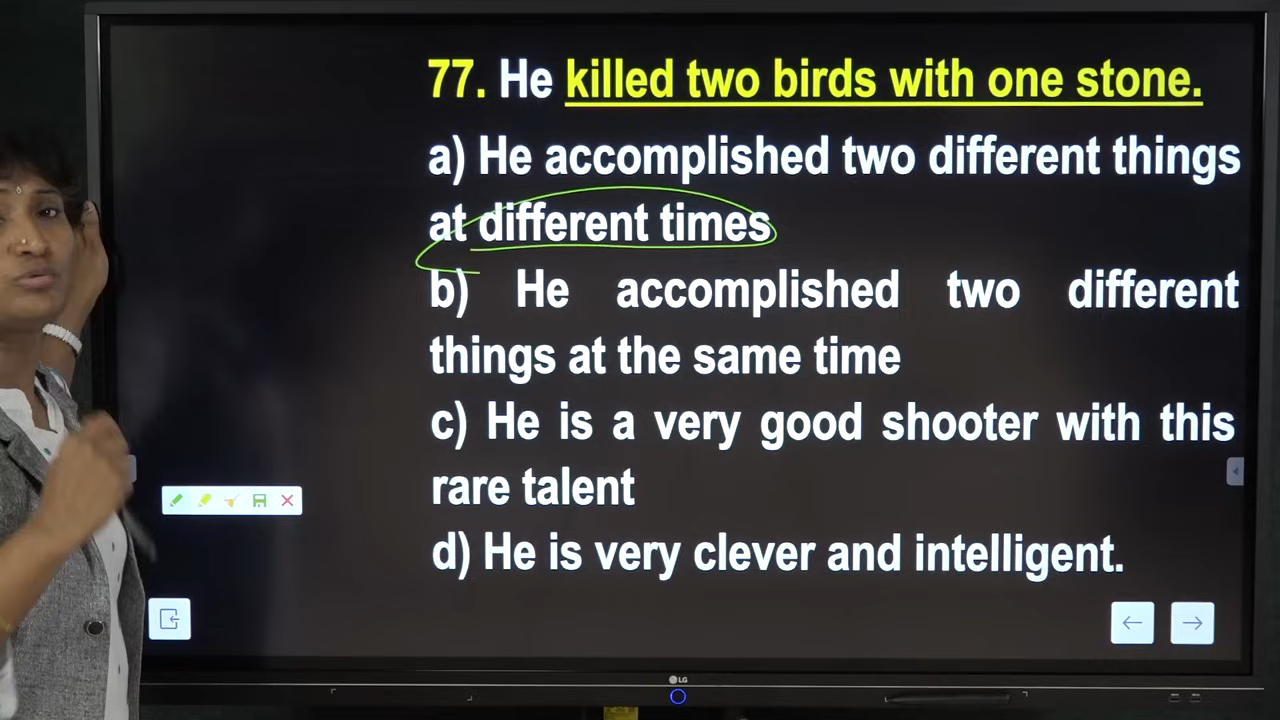 77. He killed two birds with one stone.
a) He accomplished two different things
at different times
b) He accomplished two different
things at the same time
c) He is a very good shooter with this
rare talent
d) He is very clever and intelligent.
LG